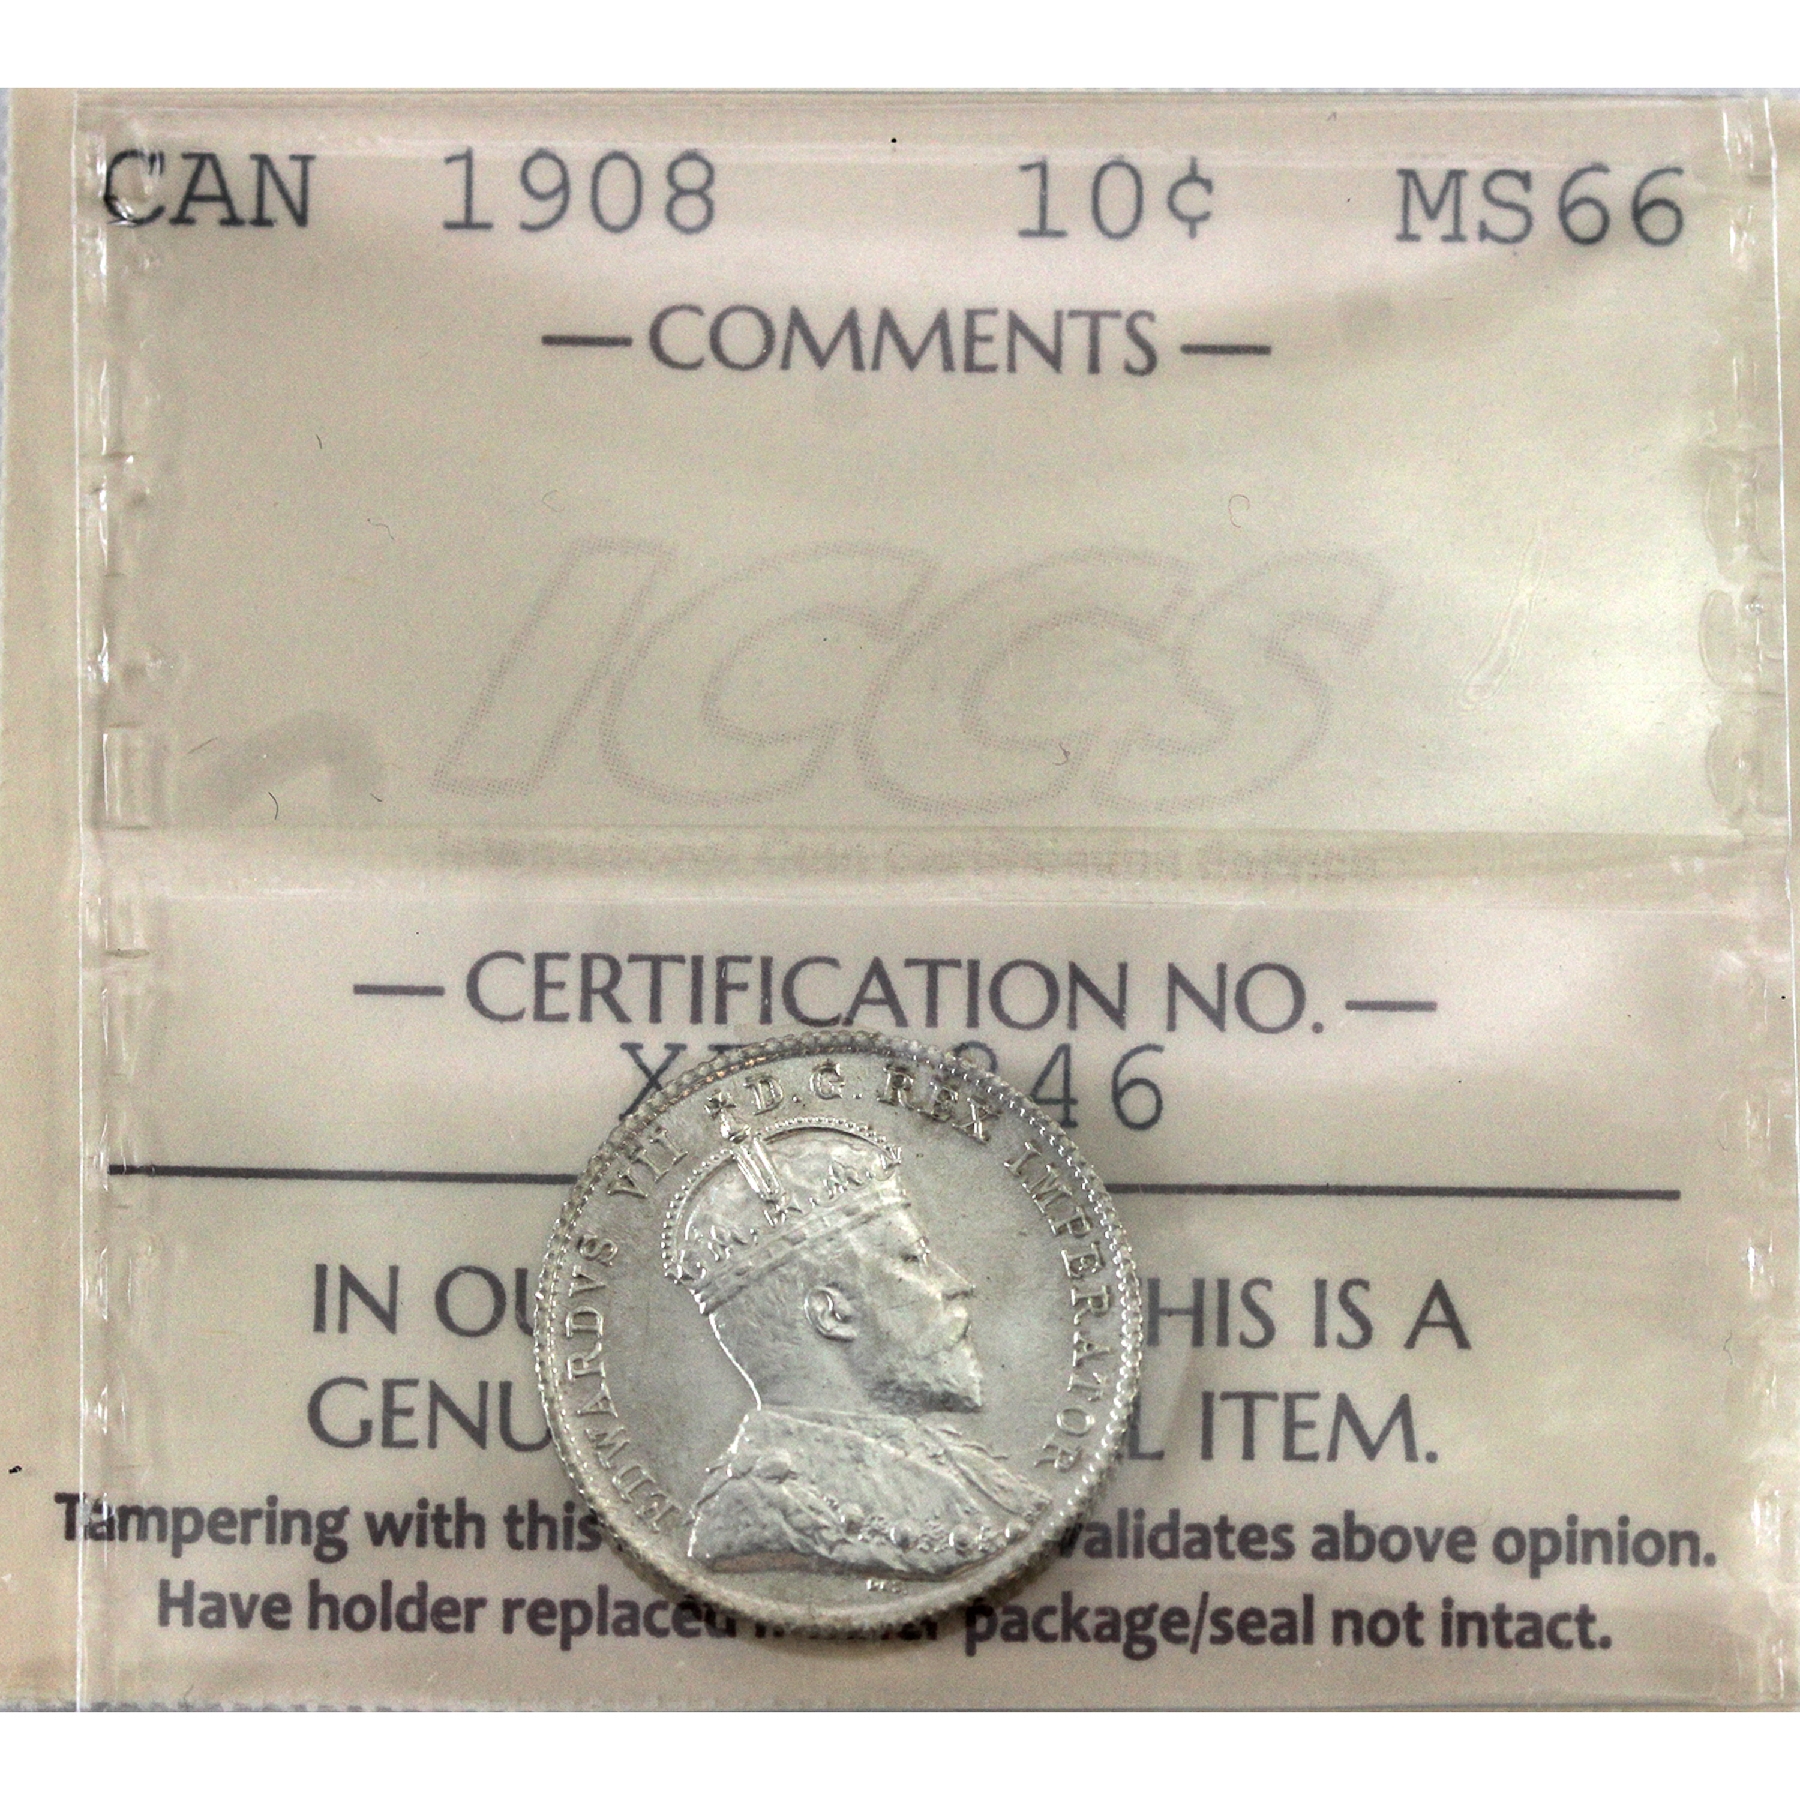 CAN 1908 10¢ MS66
— COMMENTS —
ICCS
— CERTIFICATION NO. —
46
IN OU HIS IS A
GENU L ITEM.
Tampering with this validates above opinion.
Have holder replaced package/seal not intact.
EDWARDVS VII D.G. REX IMPERATOR